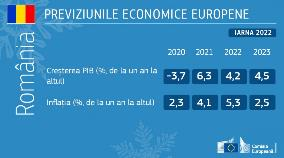 PREVIZIUNILE ECONOMICE EUROPENE
IARNA 2022
România
2020 2021 2022 2023
Creșterea PIB (%, de la un an la altul) -3,7 6,3 4,2 4,5
Inflația (%, de la un an la altul) 2,3 4,1 5,3 2,5
Comisia
Europeană